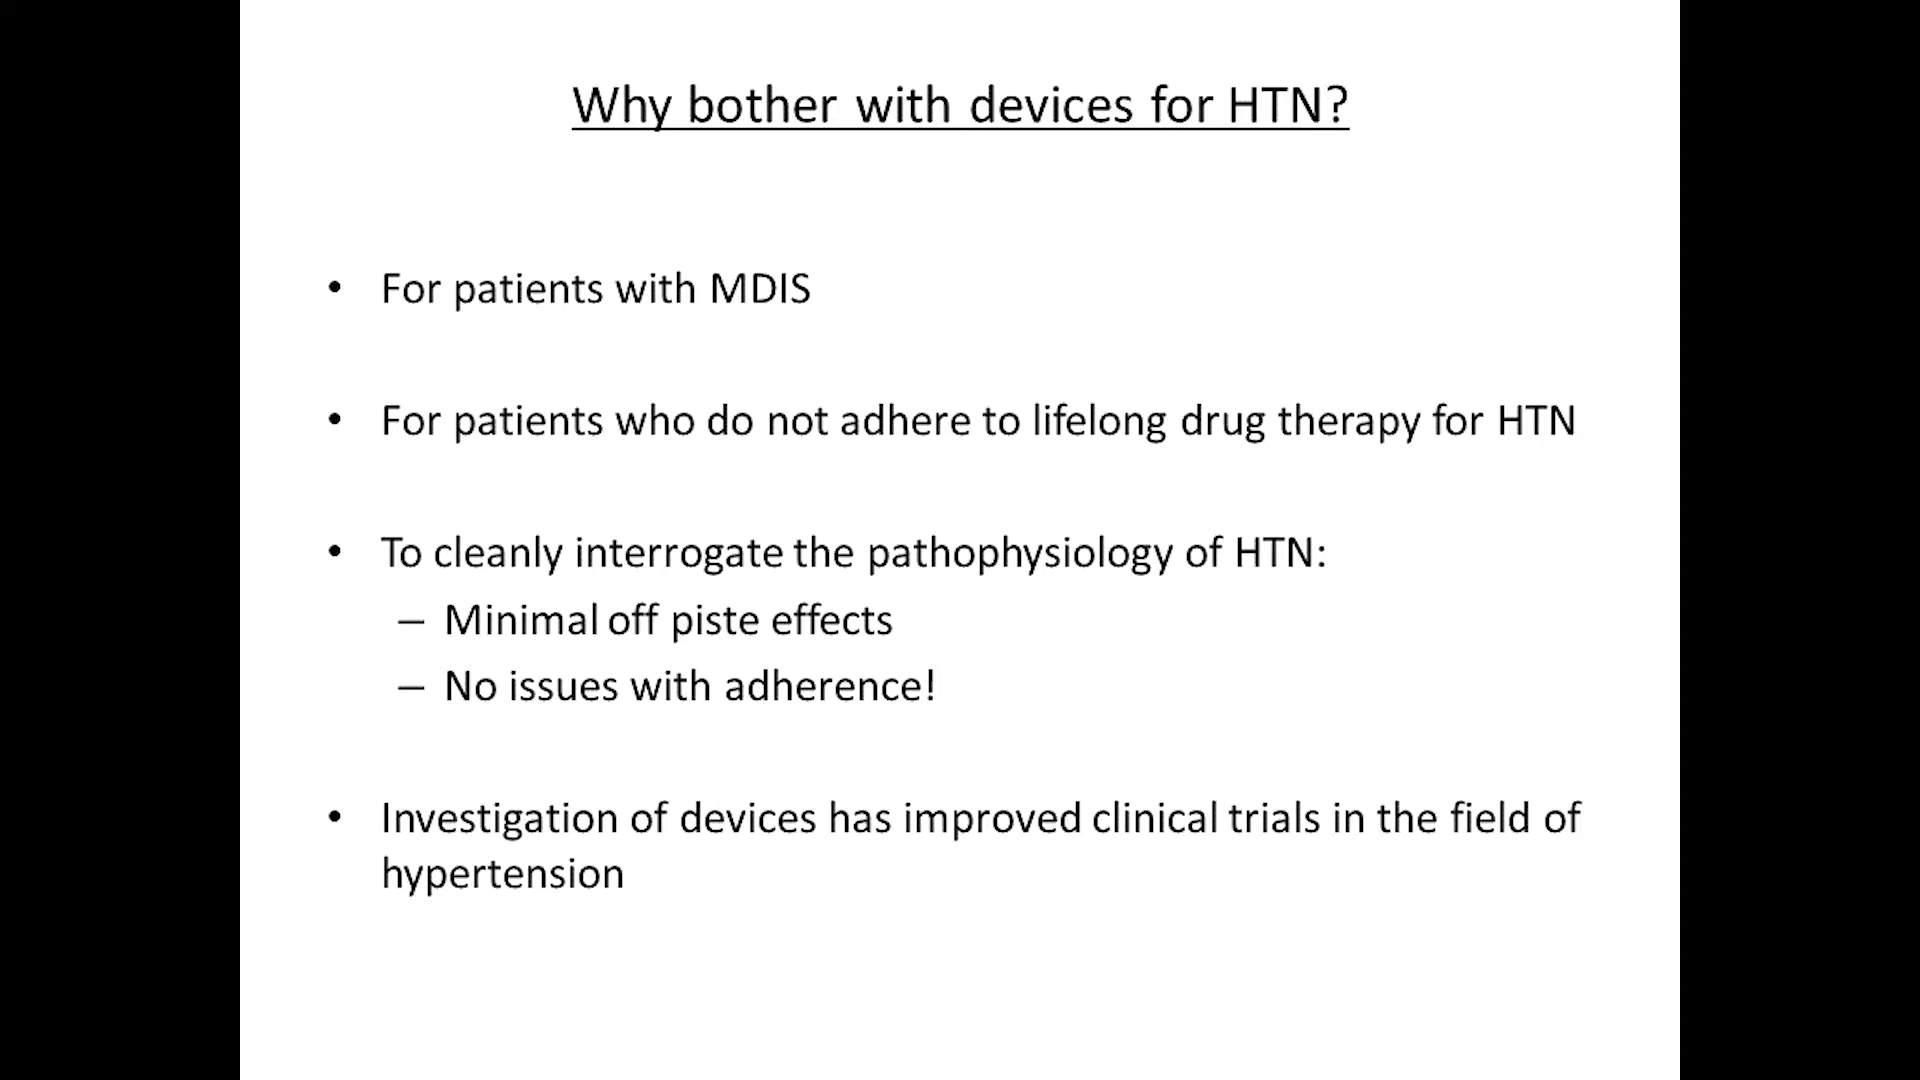 Why bother with devices for HTN?
• For patients with MDIS
• For patients who do not adhere to lifelong drug therapy for HTN
• To cleanly interrogate the pathophysiology of HTN:
– Minimal off piste effects
– No issues with adherence!
• Investigation of devices has improved clinical trials in the field of
hypertension